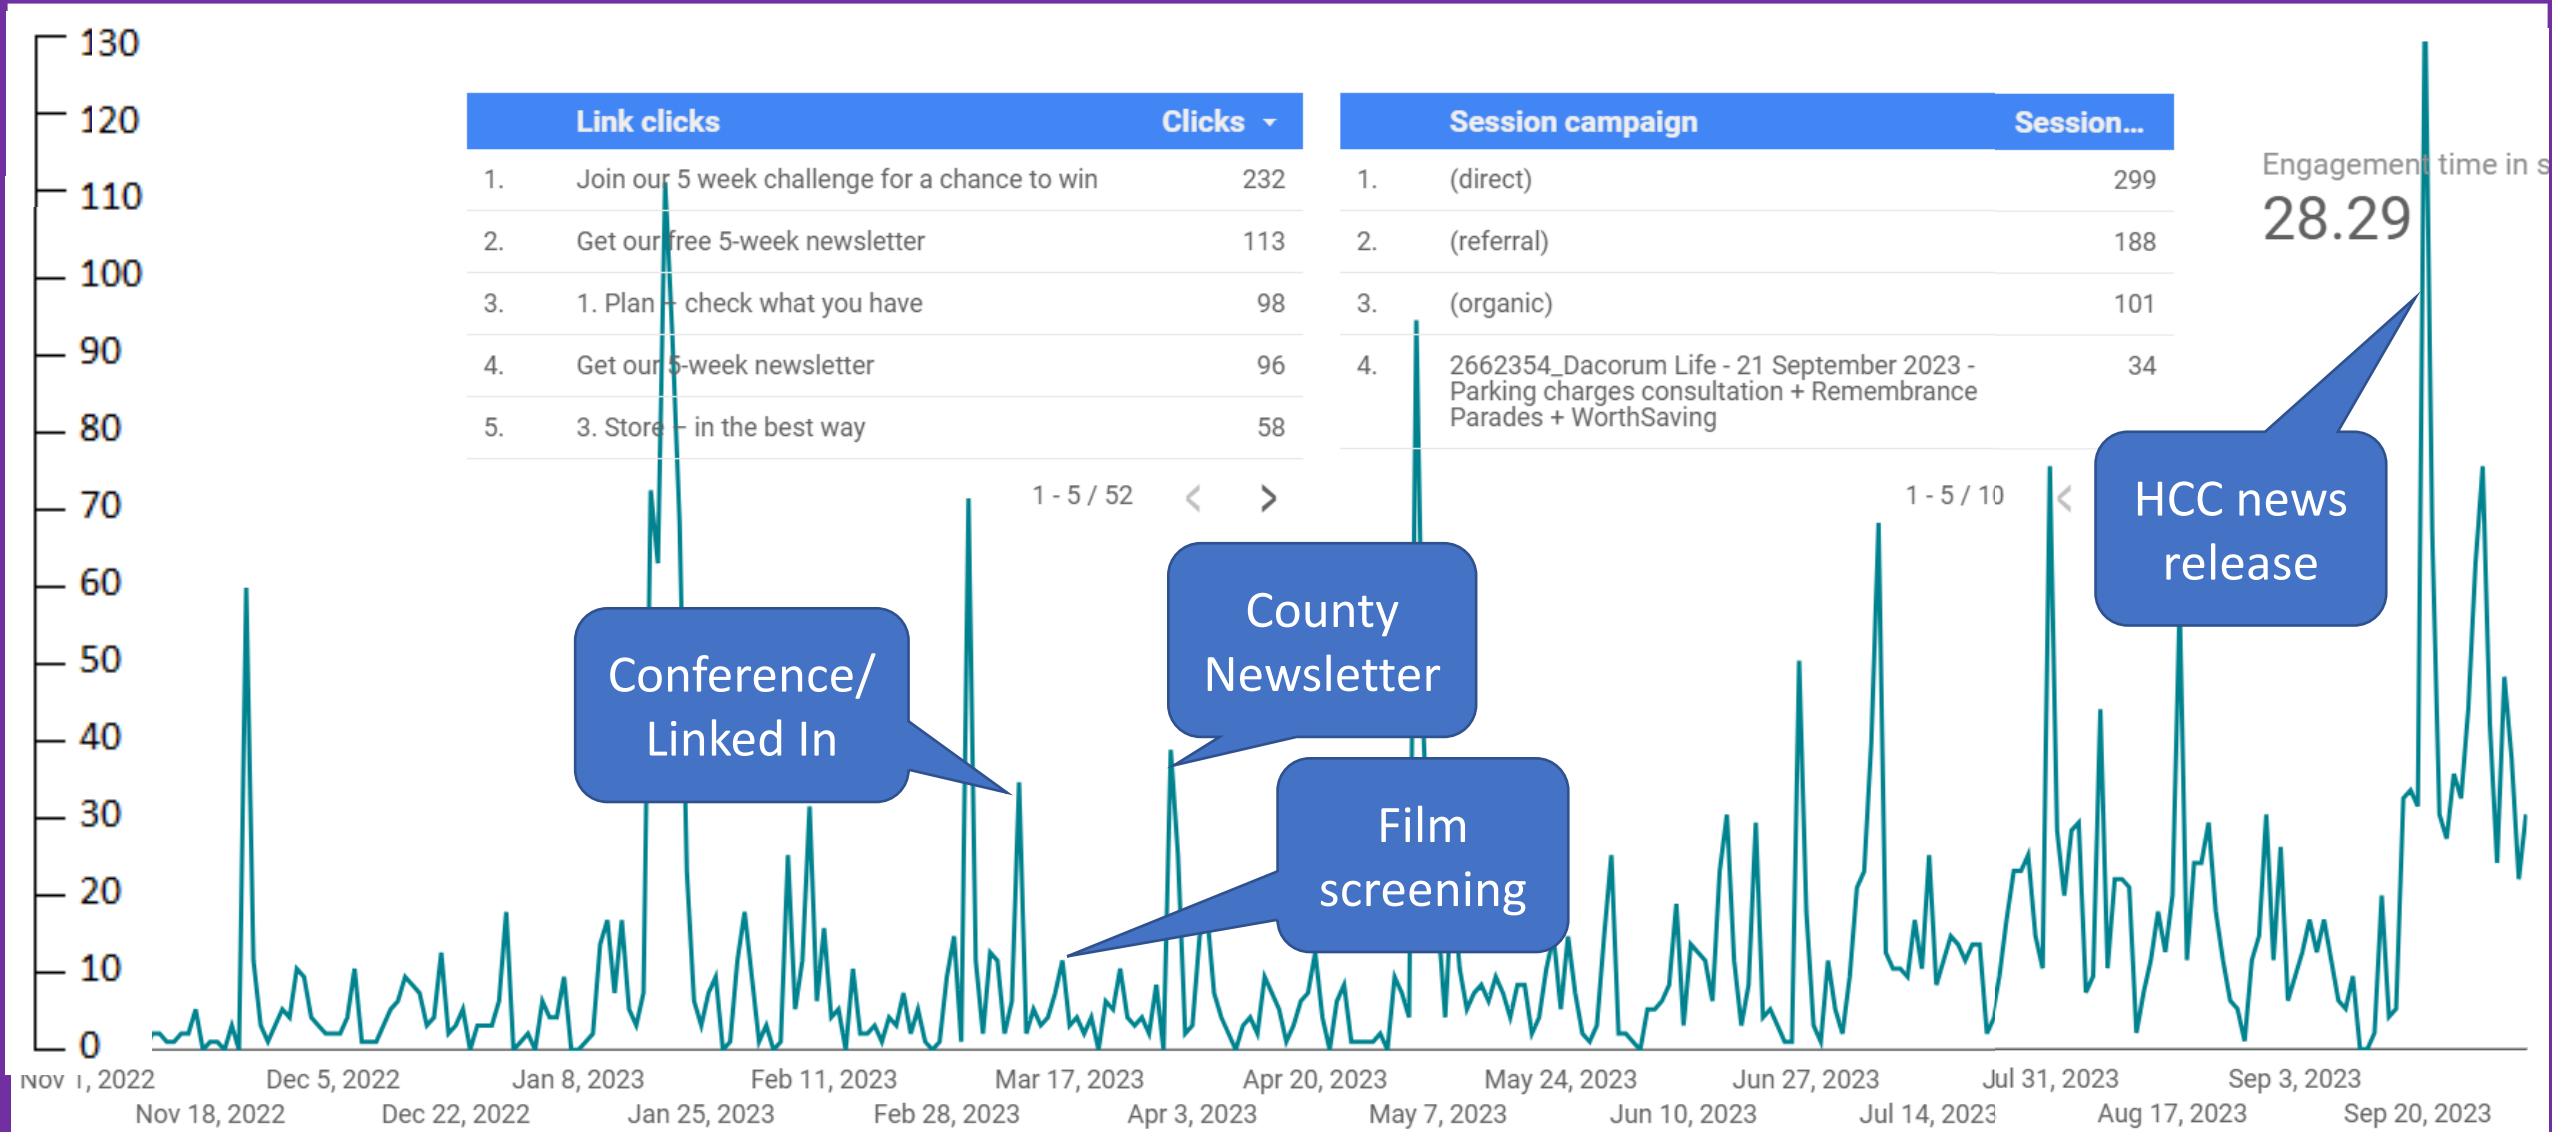 130
120
110
100
90
80
70
60
50
40
30
20
10
0
Link clicks Clicks
1. Join our 5 week challenge for a chance to win 232
2. Get our free 5-week newsletter 113
3. 1. Plan – check what you have 98
4. Get our 5-week newsletter 96
5. 3. Store – in the best way 58
1 - 5 / 52
Session campaign Session...
1. (direct) 299
2. (referral) 188
3. (organic) 101
4. 2662354_Dacorum Life - 21 September 2023 - 34
Parking charges consultation + Remembrance
Parades + WorthSaving
1 - 5 / 10
Engagement time in s
28.29
HCC news
release
County
Newsletter
Conference/
Linked In
Film
screening
Nov 1, 2022 Dec 5, 2022 Jan 8, 2023 Feb 11, 2023 Mar 17, 2023 Apr 20, 2023 May 24, 2023 Jun 27, 2023 Jul 31, 2023 Sep 3, 2023
Nov 18, 2022 Dec 22, 2022 Jan 25, 2023 Feb 28, 2023 Apr 3, 2023 May 7, 2023 Jun 10, 2023 Jul 14, 2023 Aug 17, 2023 Sep 20, 2023